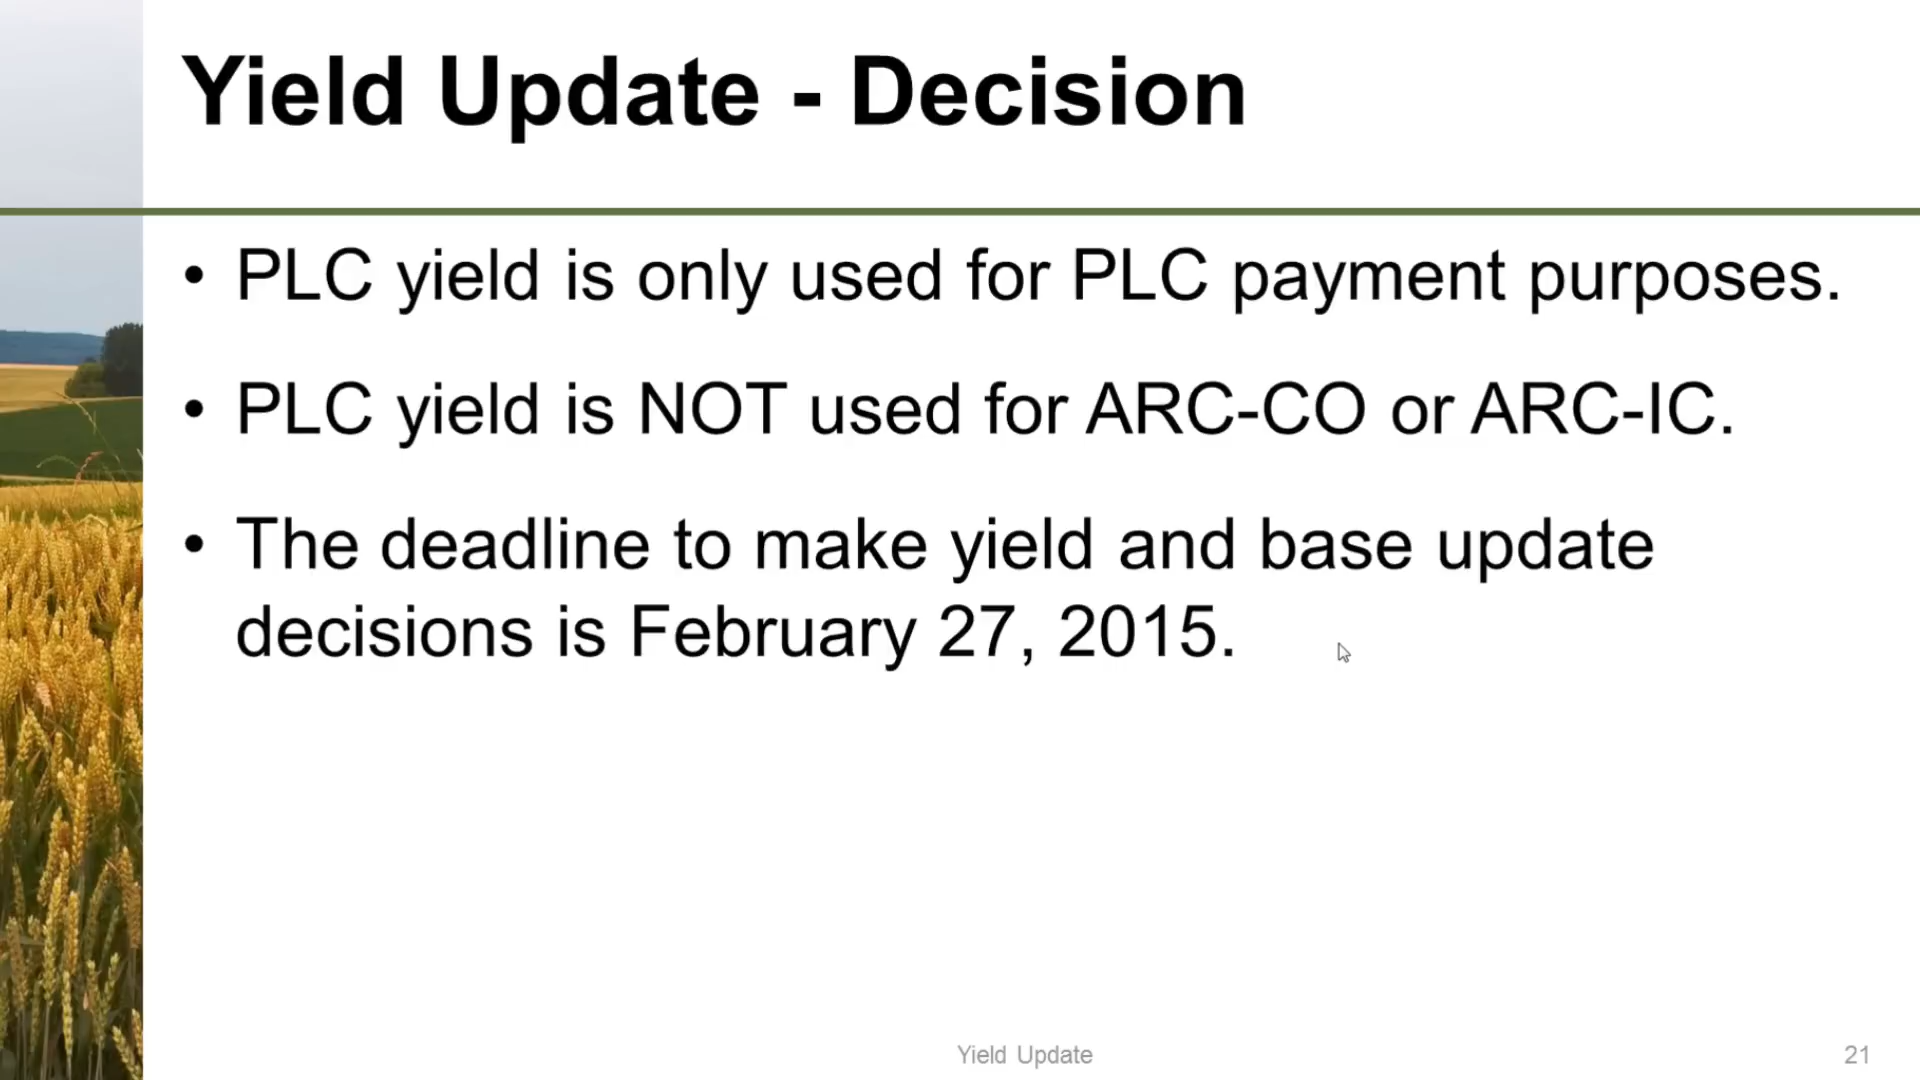 Yield Update - Decision
• PLC yield is only used for PLC payment purposes.
• PLC yield is NOT used for ARC-CO or ARC-IC.
• The deadline to make yield and base update
decisions is February 27, 2015.
Yield Update
21